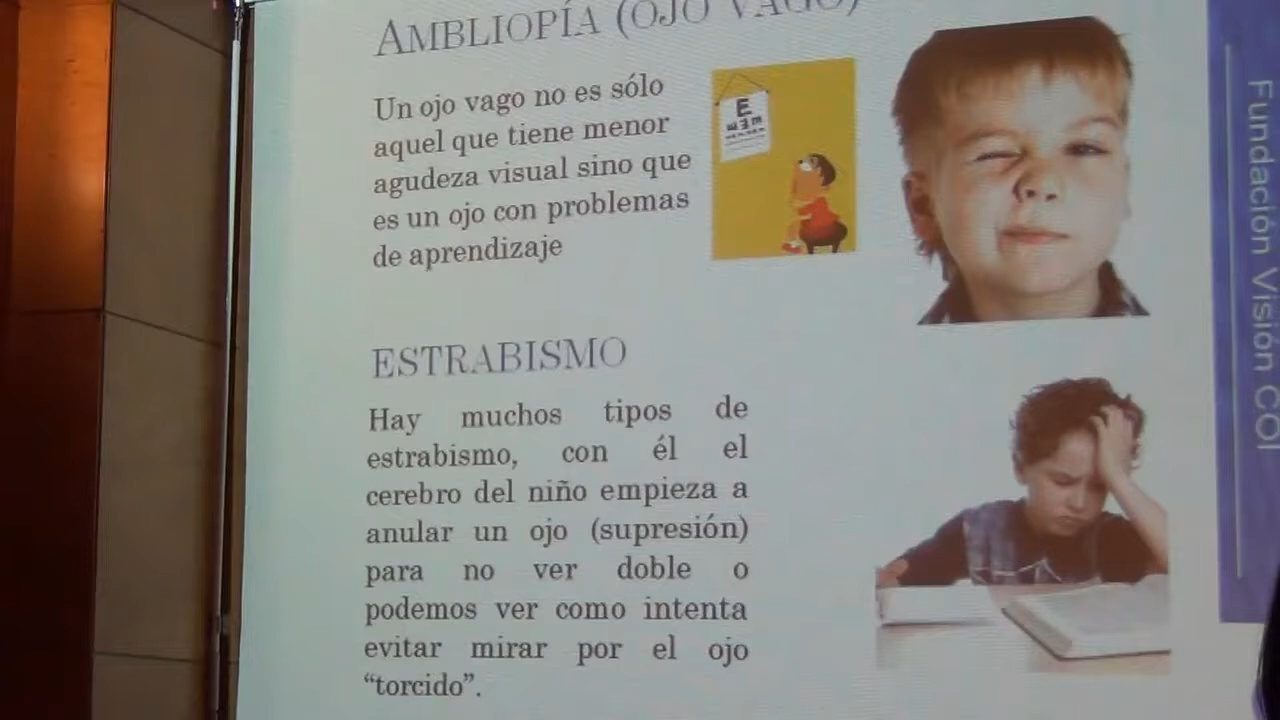 AMBLIOPÍA (OJO VAGO)
Un ojo vago no es sólo
aquel que tiene menor
agudeza visual sino que
es un ojo con problemas
de aprendizaje
E
ESTRABISMO
Hay muchos tipos de
estrabismo, con él el
cerebro del niño empieza a
anular un ojo (supresión)
para no ver doble o
podemos ver como intenta
evitar mirar por el ojo
“torcido”.
Fundación Visión COI